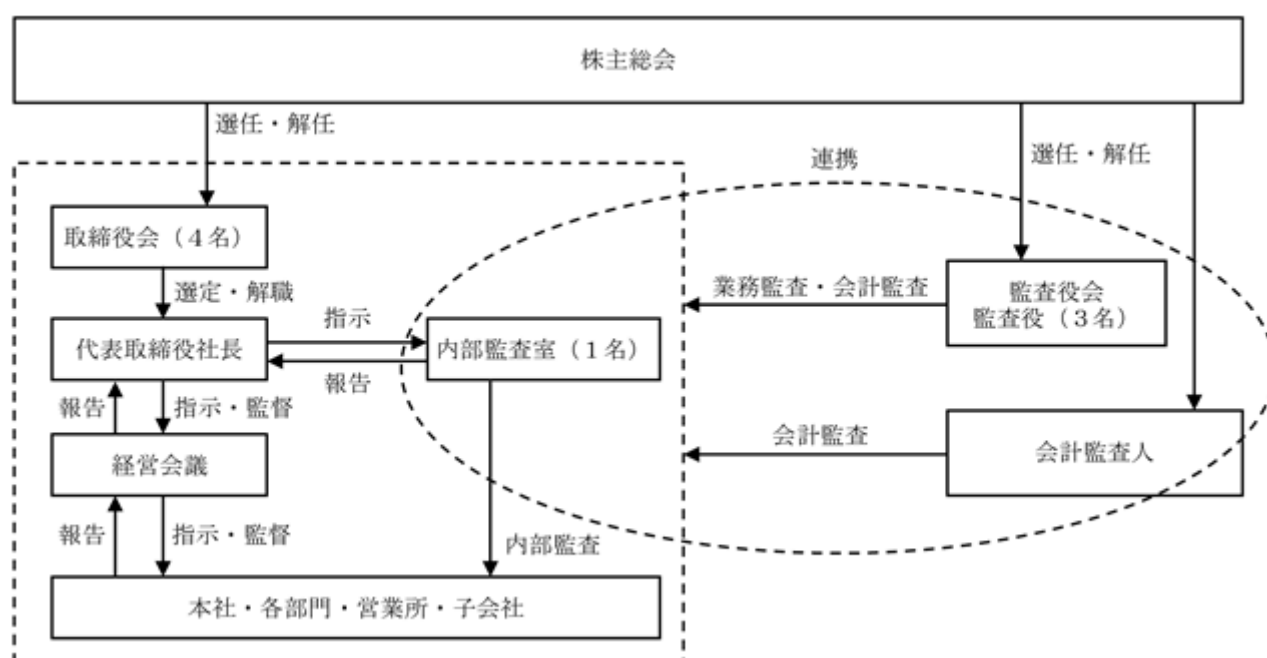 株主総会
選任・解任
連携
選任・解任
取締役会（４名）
選定・解職
業務監査・会計監査
監査役会
監査役（３名）
指示
代表取締役社長
内部監査室（１名）
報告
報告
指示・監督
会計監査
会計監査人
経営会議
報告
指示・監督
内部監査
本社・各部門・営業所・子会社